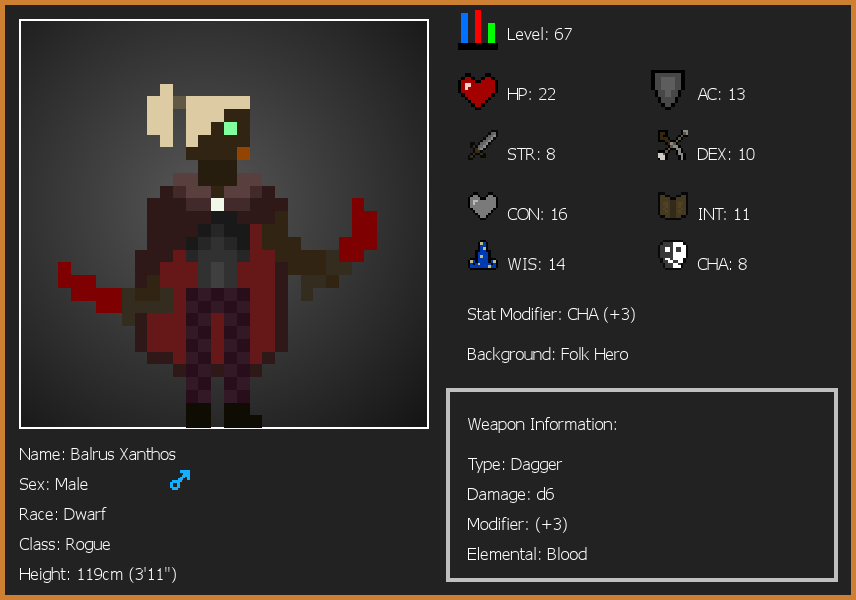 Level: 67
HP: 22
AC: 13
STR: 8
DEX: 10
CON: 16
INT: 11
WIS: 14
CHA: 8
Stat Modifier: CHA (+3)
Background: Folk Hero
Weapon Information:
Type: Dagger
Damage: d6
Modifier: (+3)
Elemental: Blood
Name: Balrus Xanthos
Sex: Male
Race: Dwarf
Class: Rogue
Height: 119cm (3'11")